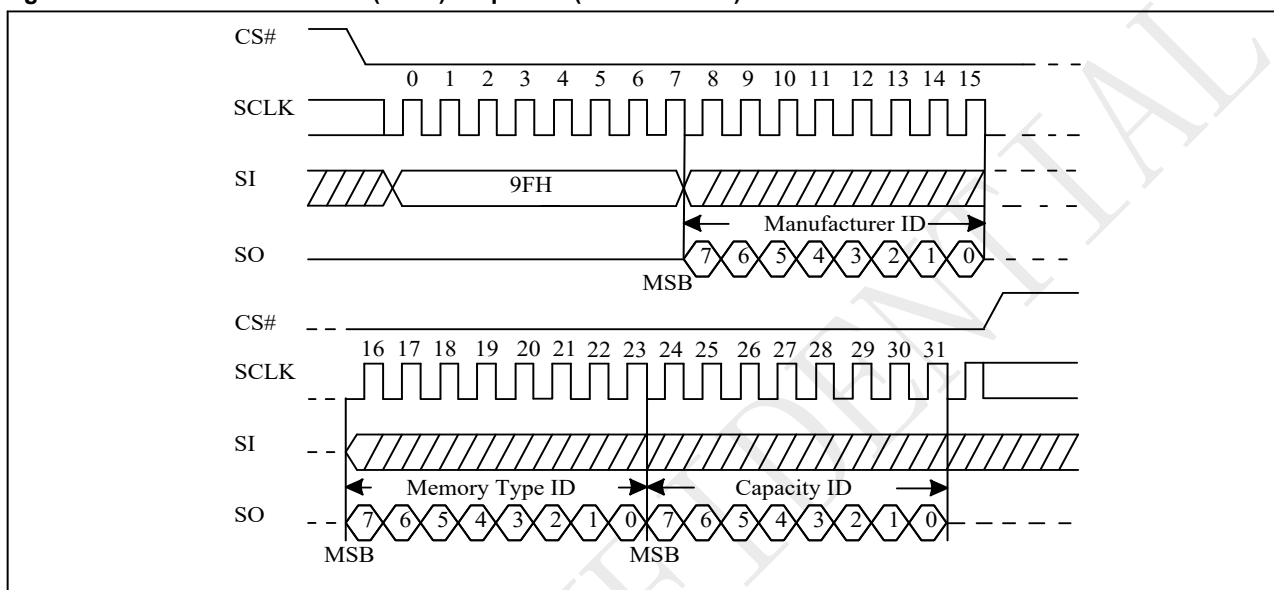 CS#
0 1 2 3 4 5 6 7 8 9 10 11 12 13 14 15
SCLK
SI
9FH
Manufacturer ID
SO
7 6 5 4 3 2 1 0
MSB
CS#
16 17 18 19 20 21 22 23 24 25 26 27 28 29 30 31
SCLK
SI
Memory Type ID Capacity ID
SO
7 6 5 4 3 2 1 0 7 6 5 4 3 2 1 0
MSB MSB